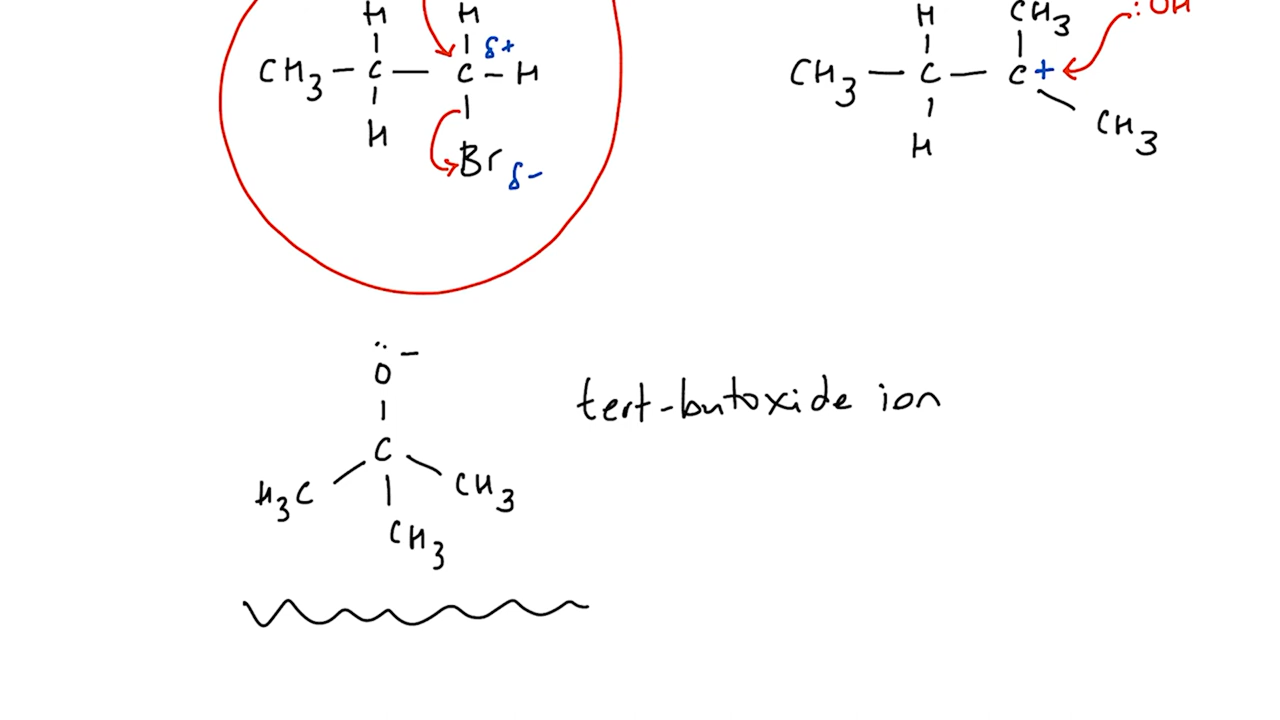 H H
δ+
CH3 – C — C – H
H
Br δ–
H CH3 :OH
CH3 — C — C +
H CH3
Ö –
C
H3C CH3
CH3
tert-butoxide ion